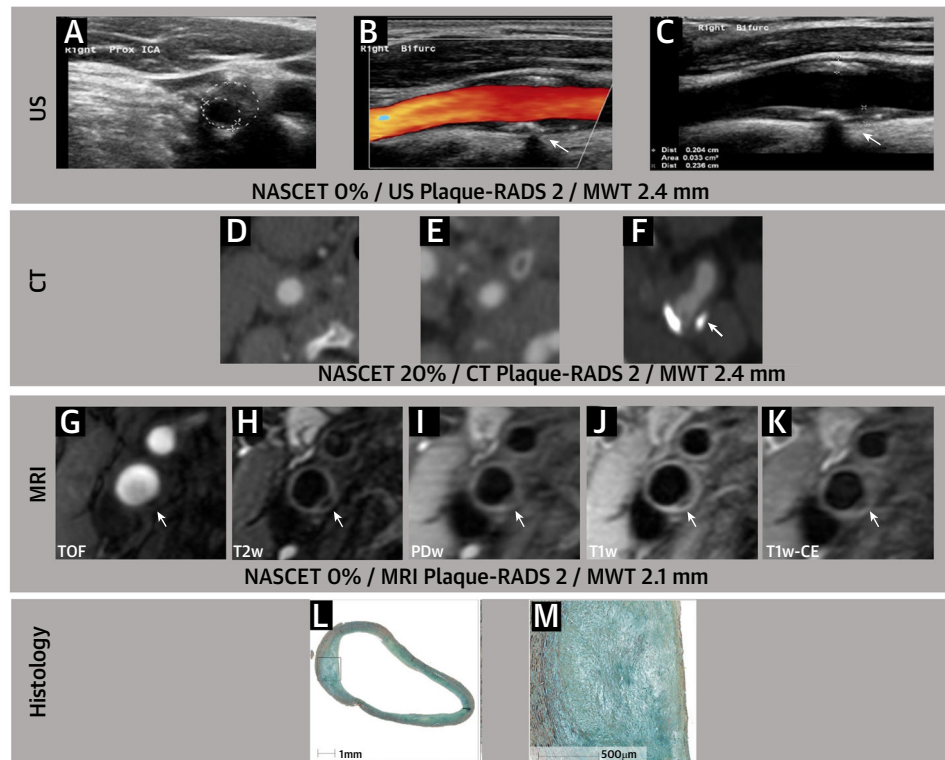 US
A
Right Prox ICA
B
Right Bifurc
C
Right Bifurc
Dist 0.204 cm
Area 0.033 cm²
Dist 0.236 cm
NASCET 0% / US Plaque-RADS 2 / MWT 2.4 mm
CT
D
E
F
NASCET 20% / CT Plaque-RADS 2 / MWT 2.4 mm
MRI
G
TOF
H
T2w
I
PDw
J
T1w
K
T1w-CE
NASCET 0% / MRI Plaque-RADS 2 / MWT 2.1 mm
Histology
L
1mm
M
500μm